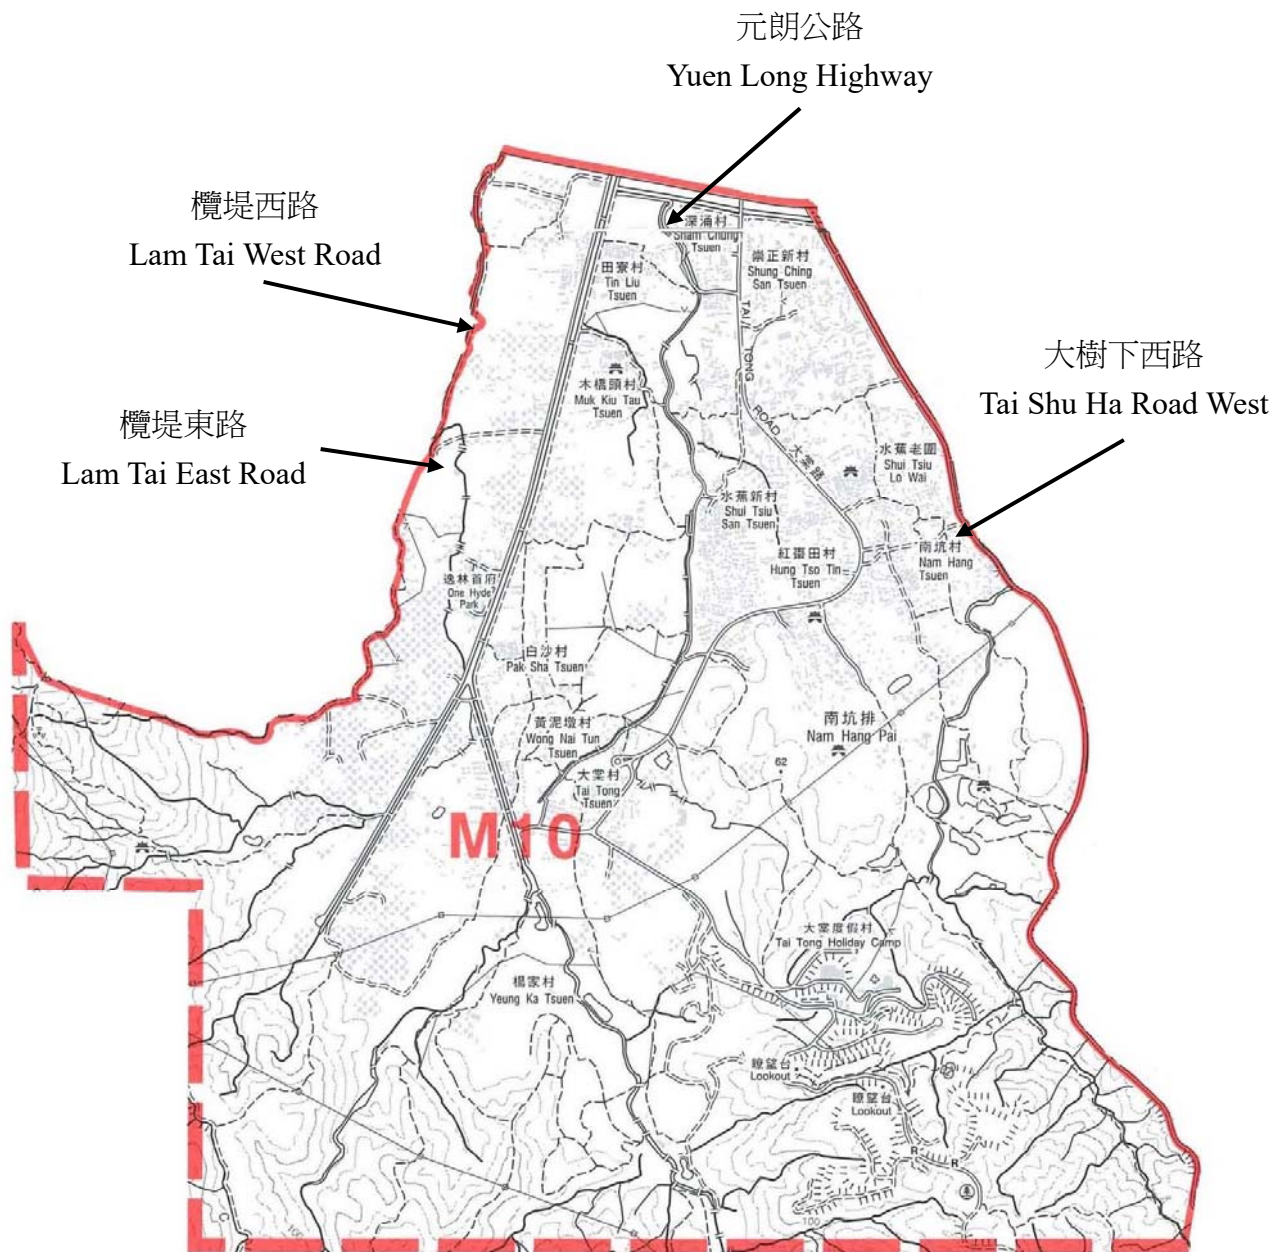 元朗公路
Yuen Long Highway
欖堤西路
Lam Tai West Road
深涌村
Sham Chung
Tsuen
崇正新村
Shung Ching
San Tsuen
田寮村
Tin Liu
Tsuen
TAI TONG
ROAD
大棠路
大樹下西路
Tai Shu Ha Road West
木橋頭村
Muk Kiu Tau
Tsuen
欖堤東路
Lam Tai East Road
水蕉老圍
Shui Tsiu
Lo Wai
水蕉新村
Shui Tsiu
San Tsuen
紅棗田村
Hung Tso Tin
Tsuen
南坑村
Nam Hang
Tsuen
逸林首府
One Hyde
Park
白沙村
Pak Sha Tsuen
黃泥墩村
Wong Nai Tun
Tsuen
南坑排
Nam Hang Pai
62
大棠村
Tai Tong
Tsuen
M10
大棠度假村
Tai Tong Holiday Camp
楊家村
Yeung Ka Tsuen
瞭望台
Lookout
瞭望台
Lookout
R
R
100
100